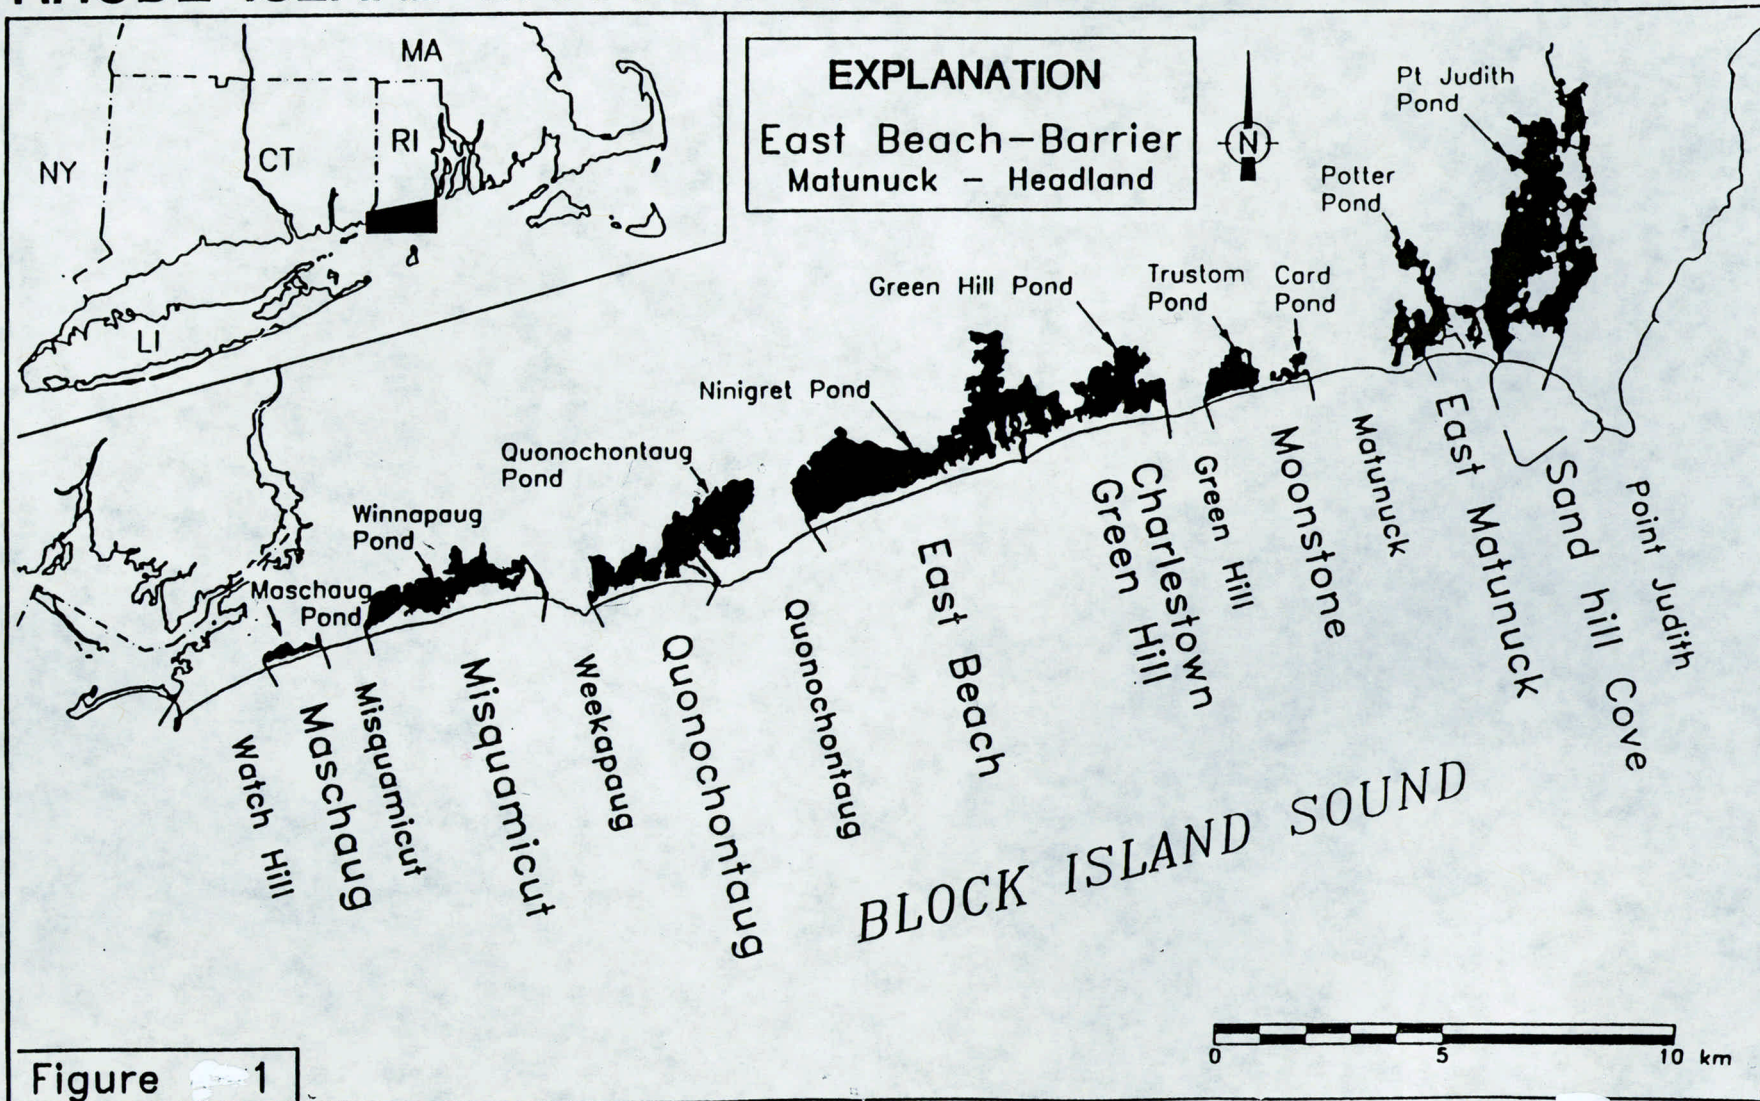 MA
NY
CT
RI
LI
EXPLANATION
East Beach-Barrier
Matunuck - Headland
N
Pt Judith
Pond
Potter
Pond
Green Hill Pond
Trustom
Pond
Card
Pond
Ninigret Pond
Quonochontaug
Pond
Winnapaug
Pond
Maschaug
Pond
Watch Hill
Maschaug
Misquamicut
Misquamicut
Weekapaug
Quonochontaug
Quonochontaug
East Beach
Green Hill
Charlestown
Green Hill
Moonstone
Matunuck
East Matunuck
Sand hill Cove
Point Judith
BLOCK ISLAND SOUND
0 5 10 km
Figure 1